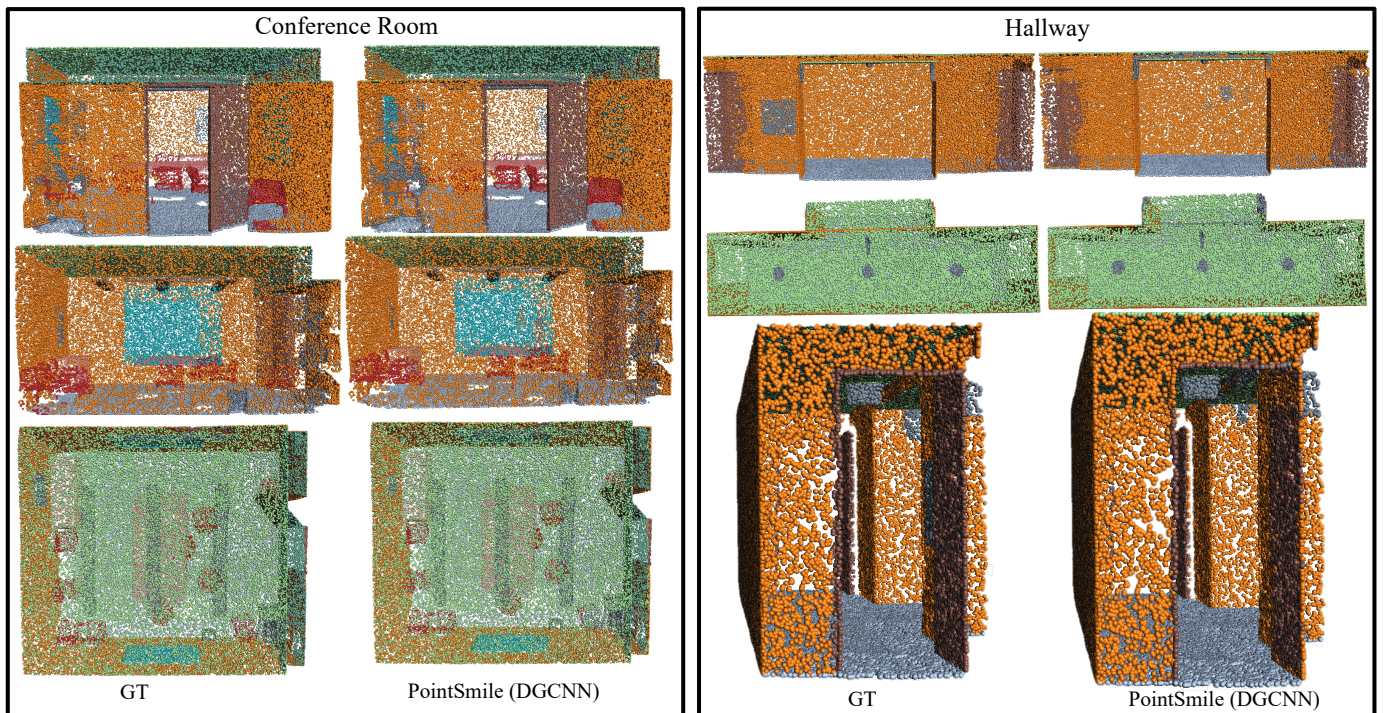 Conference Room
GT
PointSmile (DGCNN)
Hallway
GT
PointSmile (DGCNN)